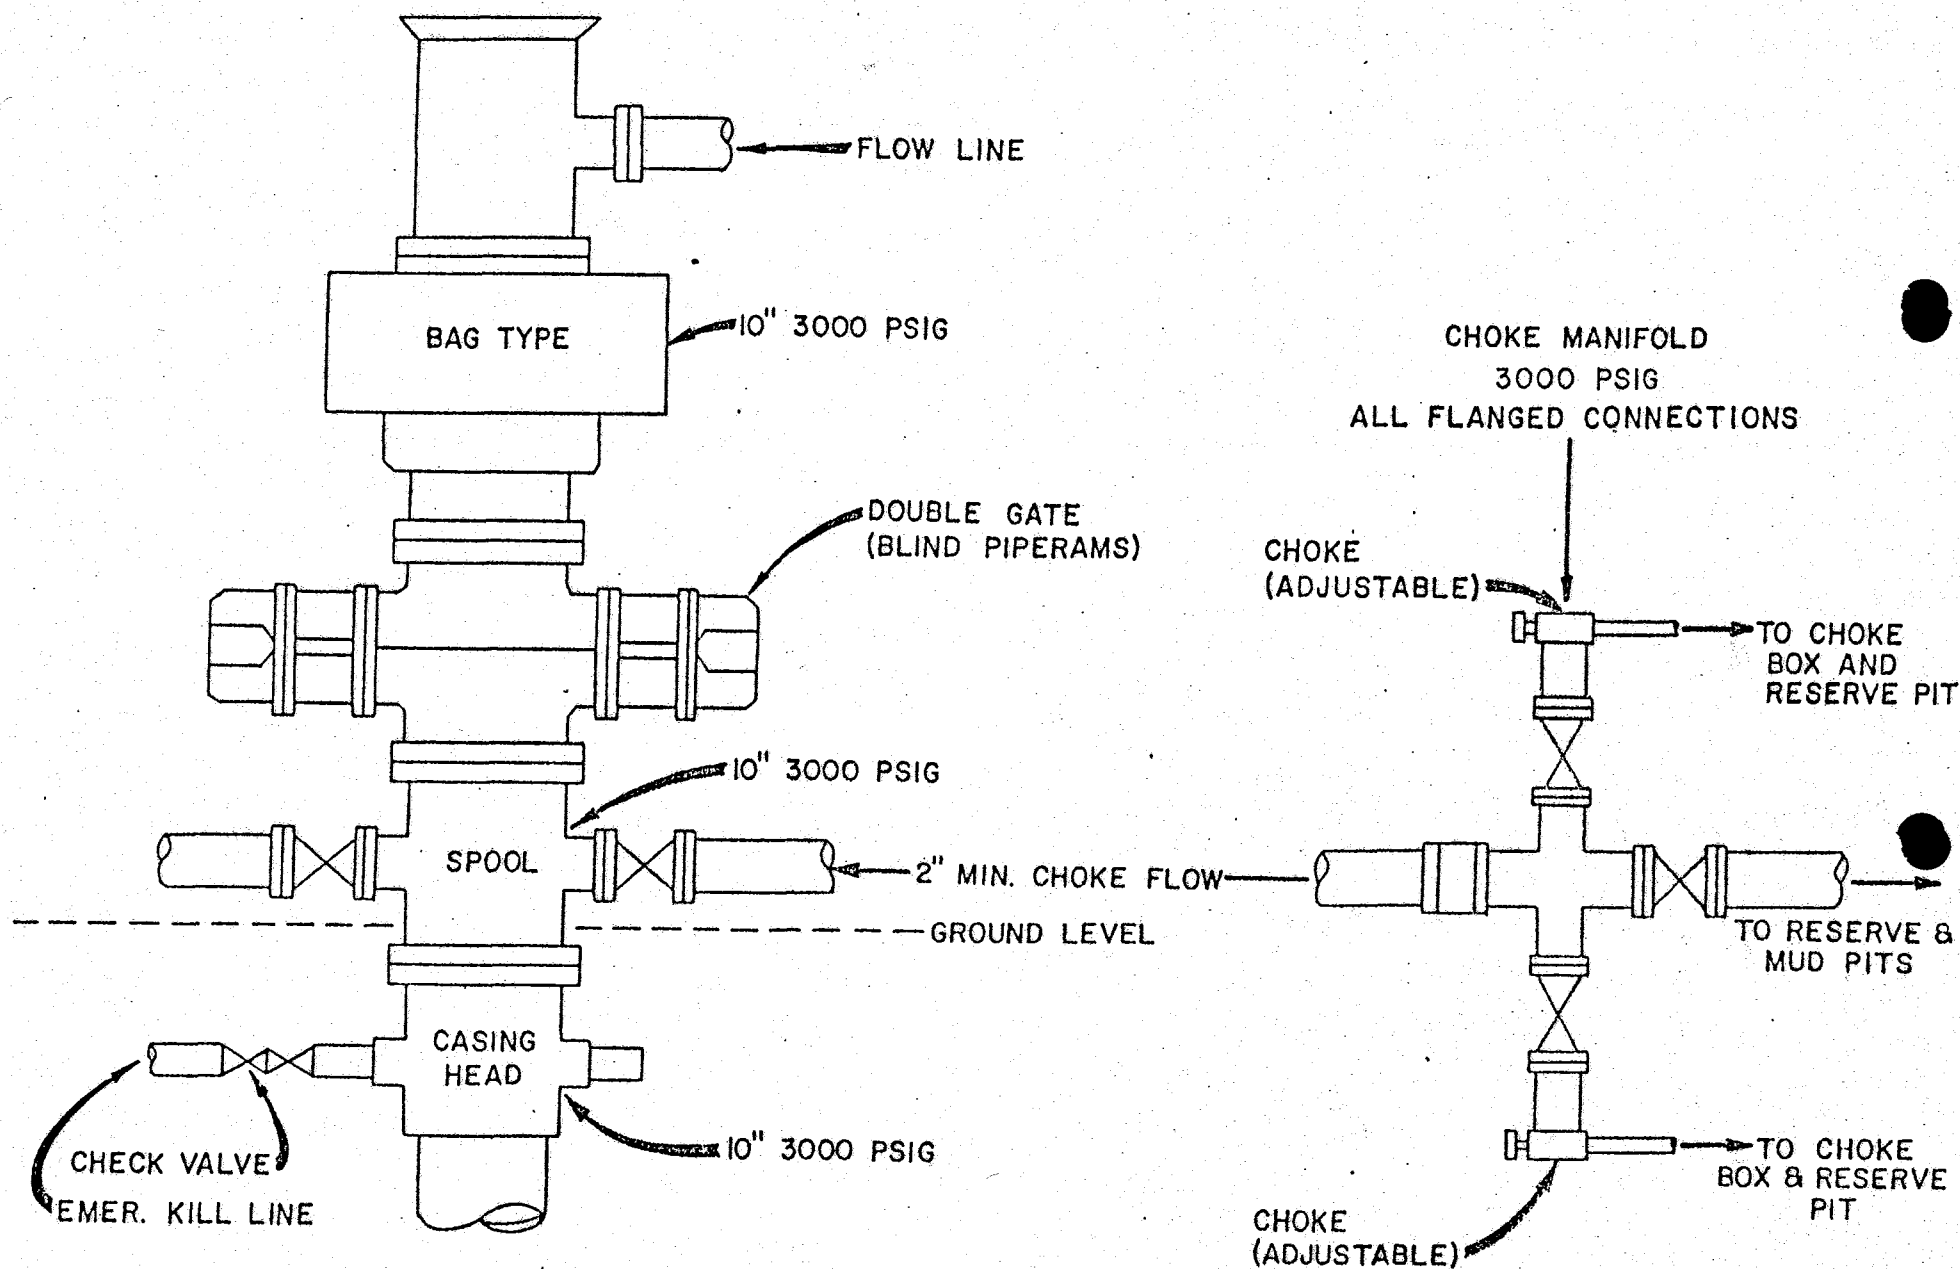 FLOW LINE
BAG TYPE
10" 3000 PSIG
CHOKE MANIFOLD
3000 PSIG
ALL FLANGED CONNECTIONS
DOUBLE GATE
(BLIND PIPERAMS)
CHOKE
(ADJUSTABLE)
TO CHOKE
BOX AND
RESERVE PIT
10" 3000 PSIG
SPOOL
2" MIN. CHOKE FLOW
GROUND LEVEL
TO RESERVE &
MUD PITS
CASING
HEAD
10" 3000 PSIG
CHECK VALVE
EMER. KILL LINE
TO CHOKE
BOX & RESERVE
PIT
CHOKE
(ADJUSTABLE)